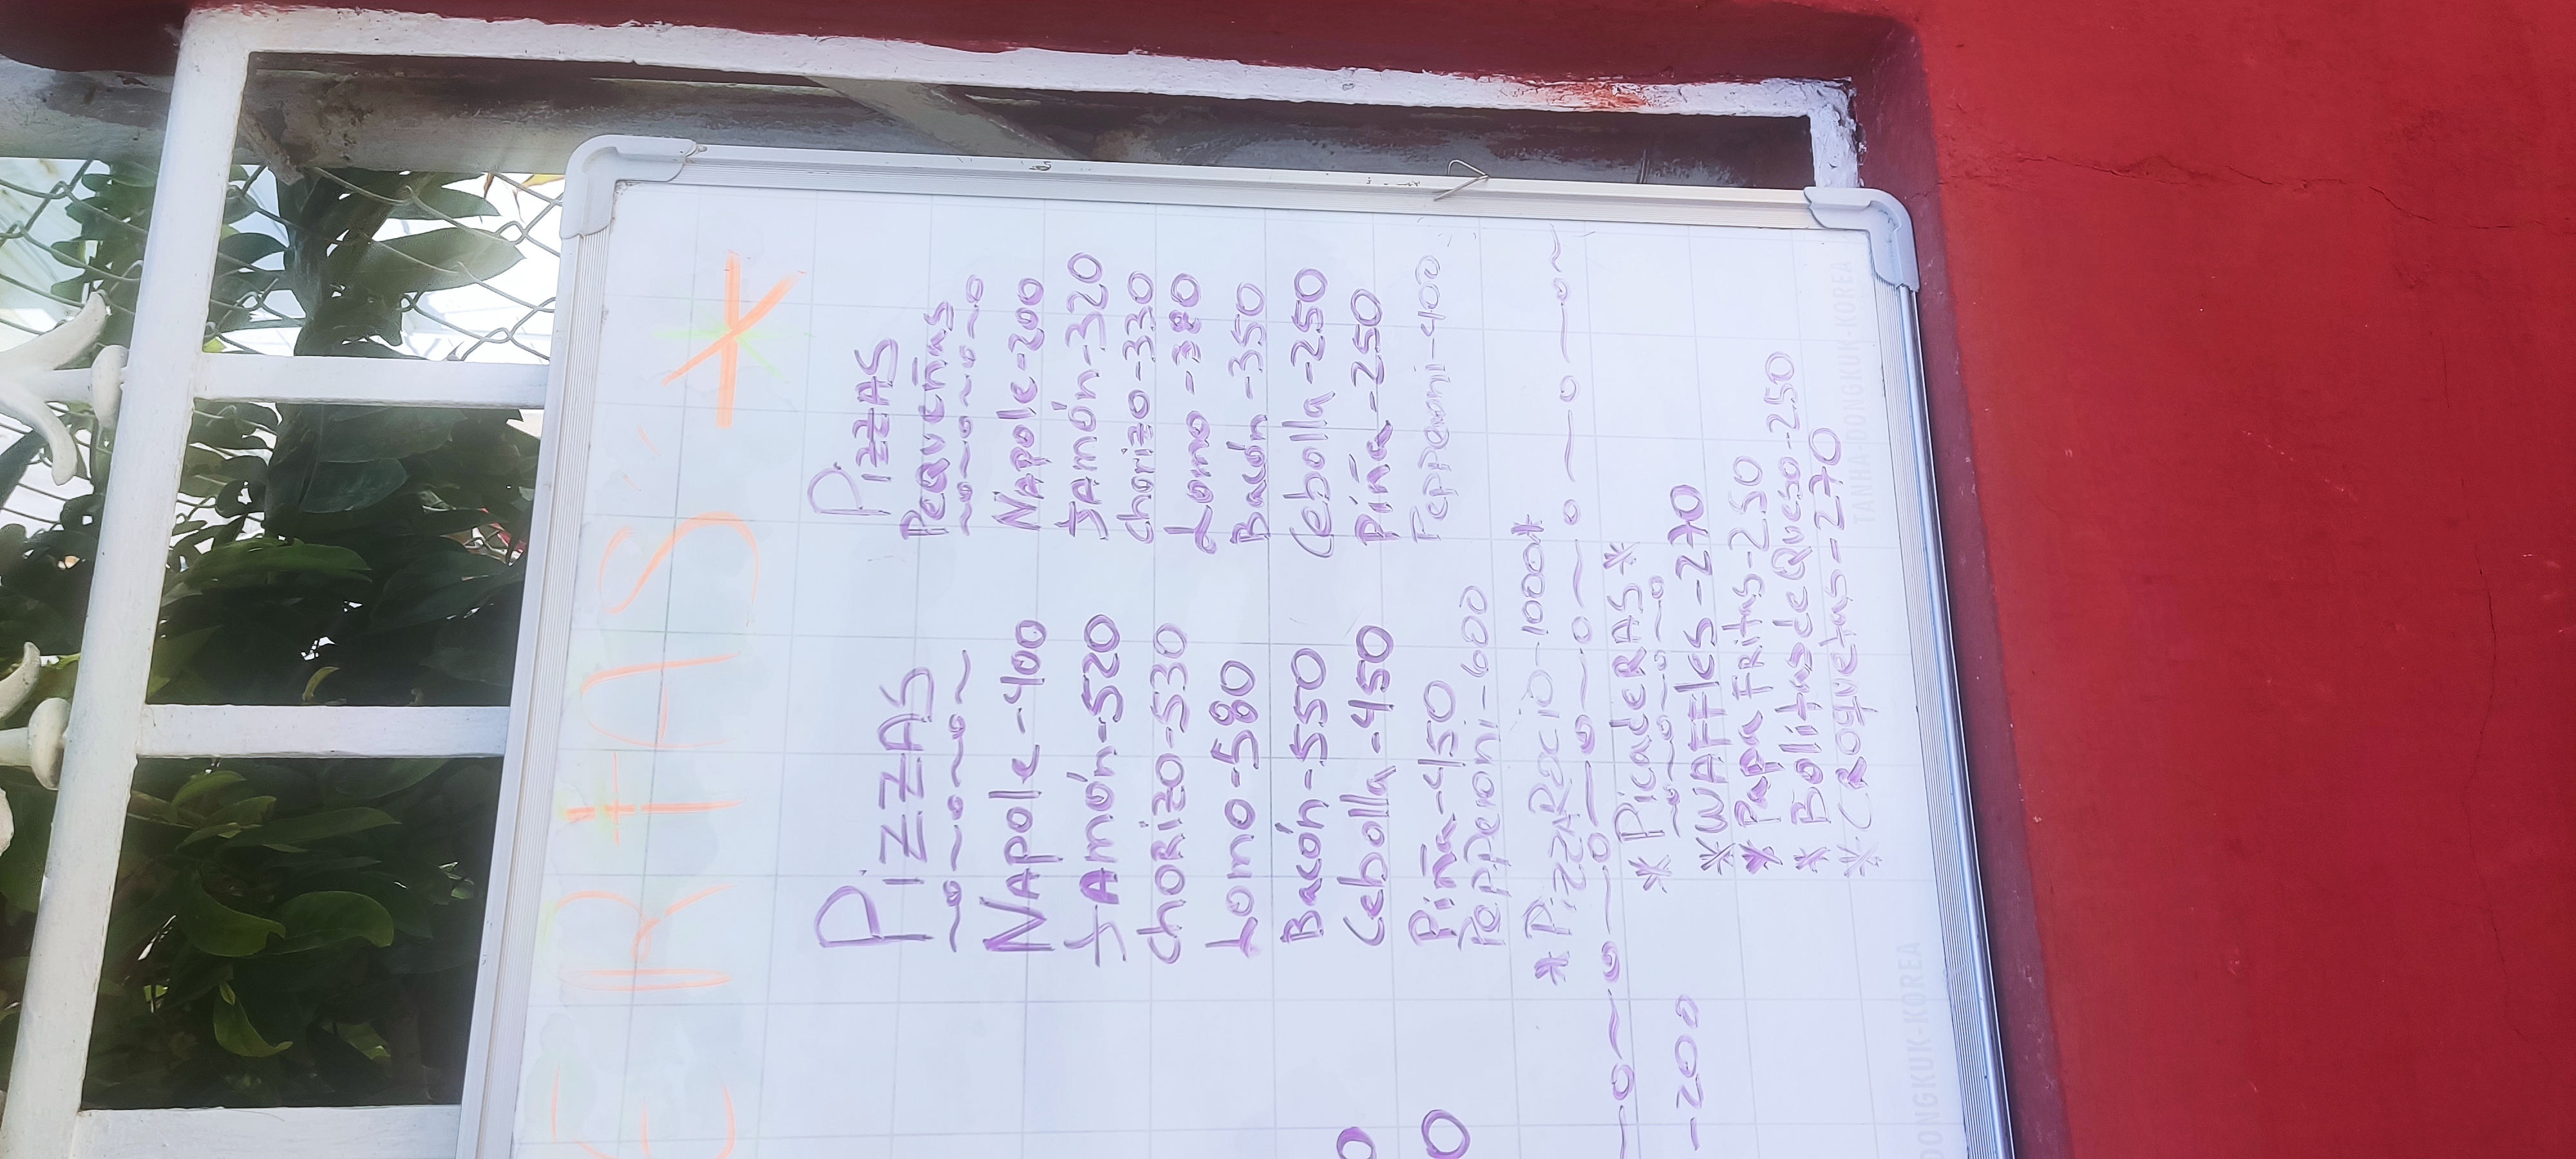 ERIAS
Pizzas
Napole-400
Jamón-520
Chorizo-530
Lomo-580
Bacón-550
Cebolla-450
Piña-450
Pepperoni-600
*Pizza Rocio-1000*
Pizzas
Pequeñas
Napole-200
Jamón-320
Chorizo-330
Lomo-380
Bacón-350
Cebolla-250
Piña-250
Pepperoni-400
0
0
-200
*Picaderas*
*Waffles-270
*Papa Fritas-250
*Bolitas de Queso-250
*Croquetas-270
TANHA-DONGKUK-KOREA
DONGKUK-KOREA